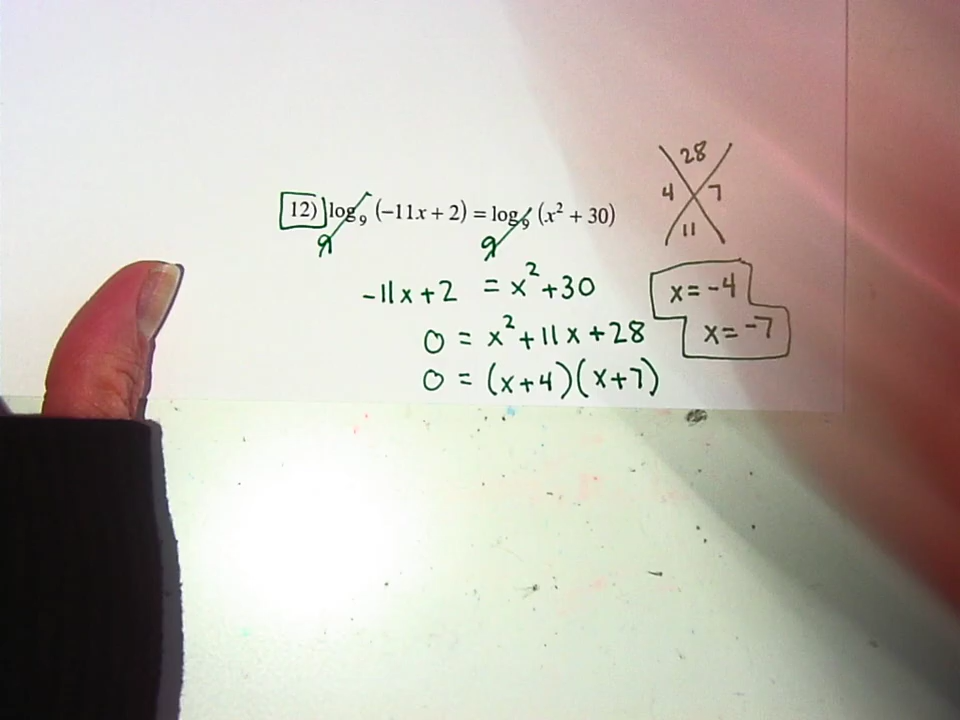 12) log₉ (−11x + 2) = log₉ (x² + 30)
9 9
-11x+2 = x²+30
0 = x²+11x+28
0 = (x+4)(x+7)
28
4 7
11
x=-4
x=-7